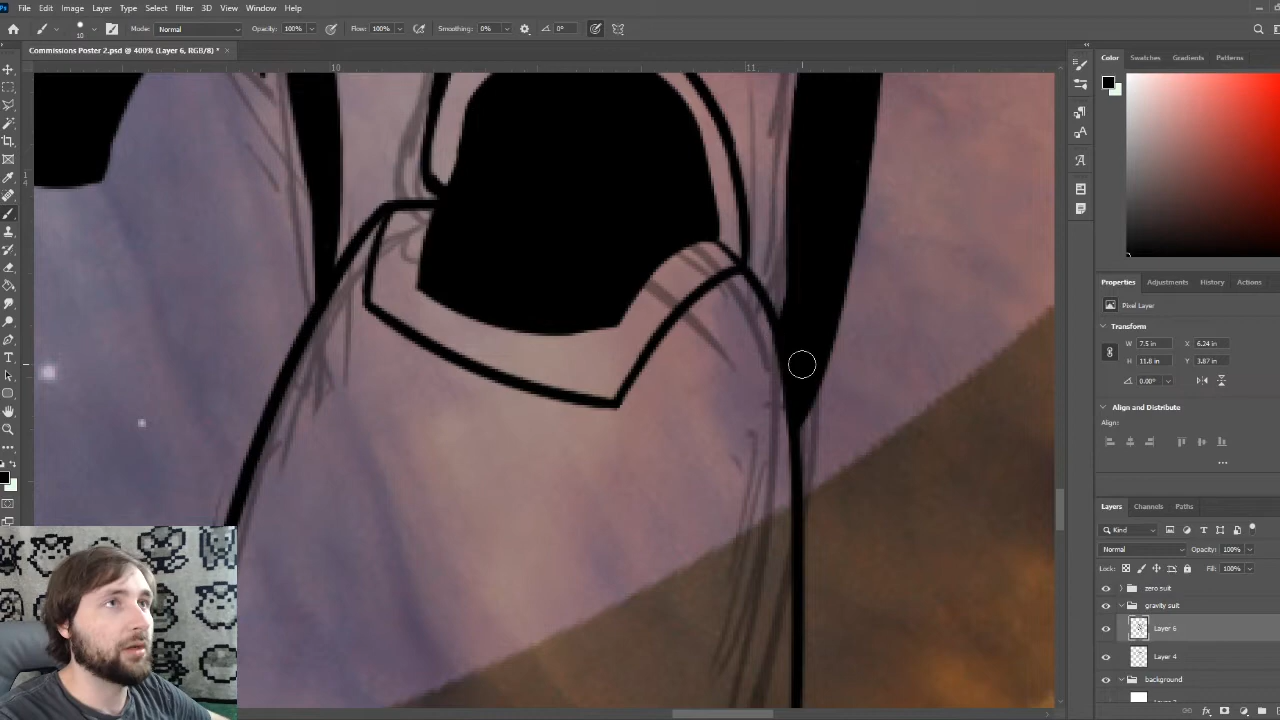 Ps File Edit Image Layer Type Select Filter 3D View Window Help
10 Mode: Normal Opacity: 100% Flow: 100% Smoothing: 0% 0°
Commissions Poster 2.psd @ 400% (Layer 6, RGB/8) * ×
10 11
1
4
Color Swatches Gradients Patterns
Properties Adjustments History Actions
Pixel Layer
Transform
W 7.5 in X 6.24 in
H 11.8 in Y 3.87 in
0.00°
Align and Distribute
Align:
Layers Channels Paths
Kind
Normal Opacity: 100%
Lock: Fill: 100%
zero suit
gravity suit
Layer 6
Layer 4
background